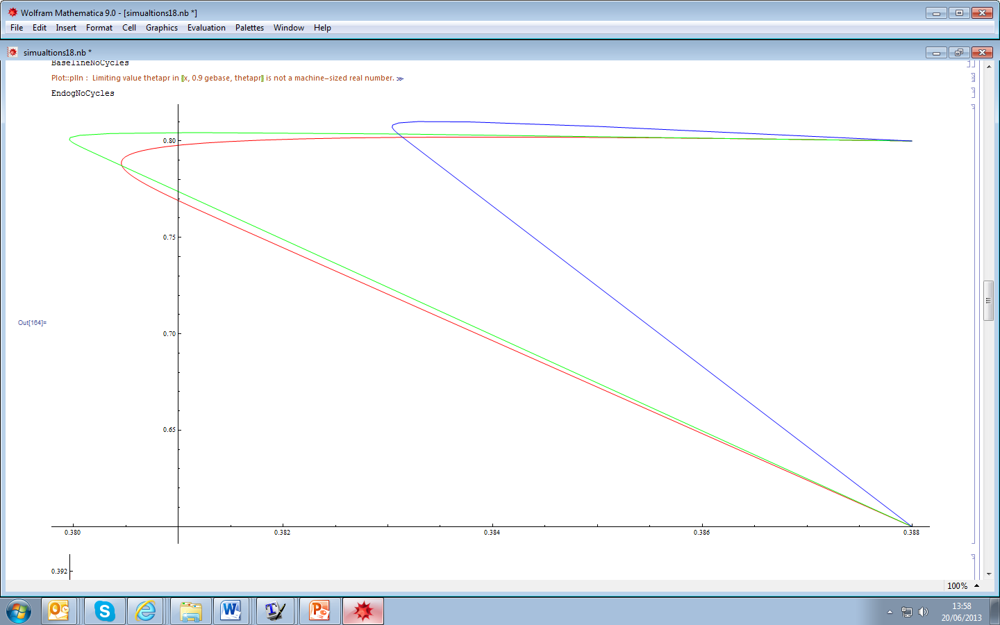 Wolfram Mathematica 9.0 - [simualtions18.nb *]
File Edit Insert Format Cell Graphics Evaluation Palettes Window Help
simualtions18.nb *
BaselineNoCycles
Plot::plln : Limiting value thetapr in {x, 0.9 gebase, thetapr} is not a machine-sized real number. ≫
EndogNoCycles
0.80
0.75
0.70
0.65
Out[164]=
0.380 0.382 0.384 0.386 0.388
0.392
100%
13:58
20/06/2013